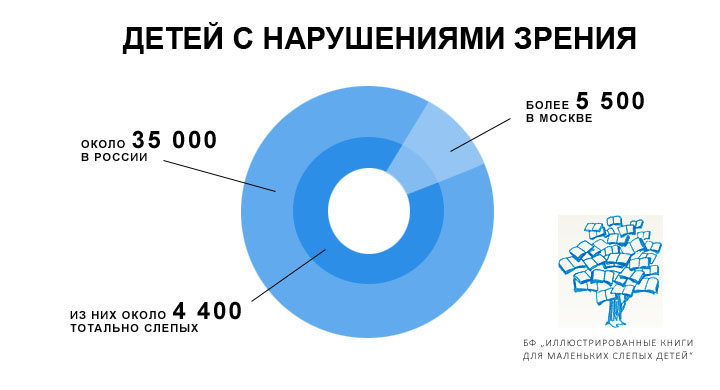 ДЕТЕЙ С НАРУШЕНИЯМИ ЗРЕНИЯ
БОЛЕЕ 5 500
В МОСКВЕ
ОКОЛО 35 000
В РОССИИ
ИЗ НИХ ОКОЛО 4 400
ТОТАЛЬНО СЛЕПЫХ
БФ „ИЛЛЮСТРИРОВАННЫЕ КНИГИ
ДЛЯ МАЛЕНЬКИХ СЛЕПЫХ ДЕТЕЙ“